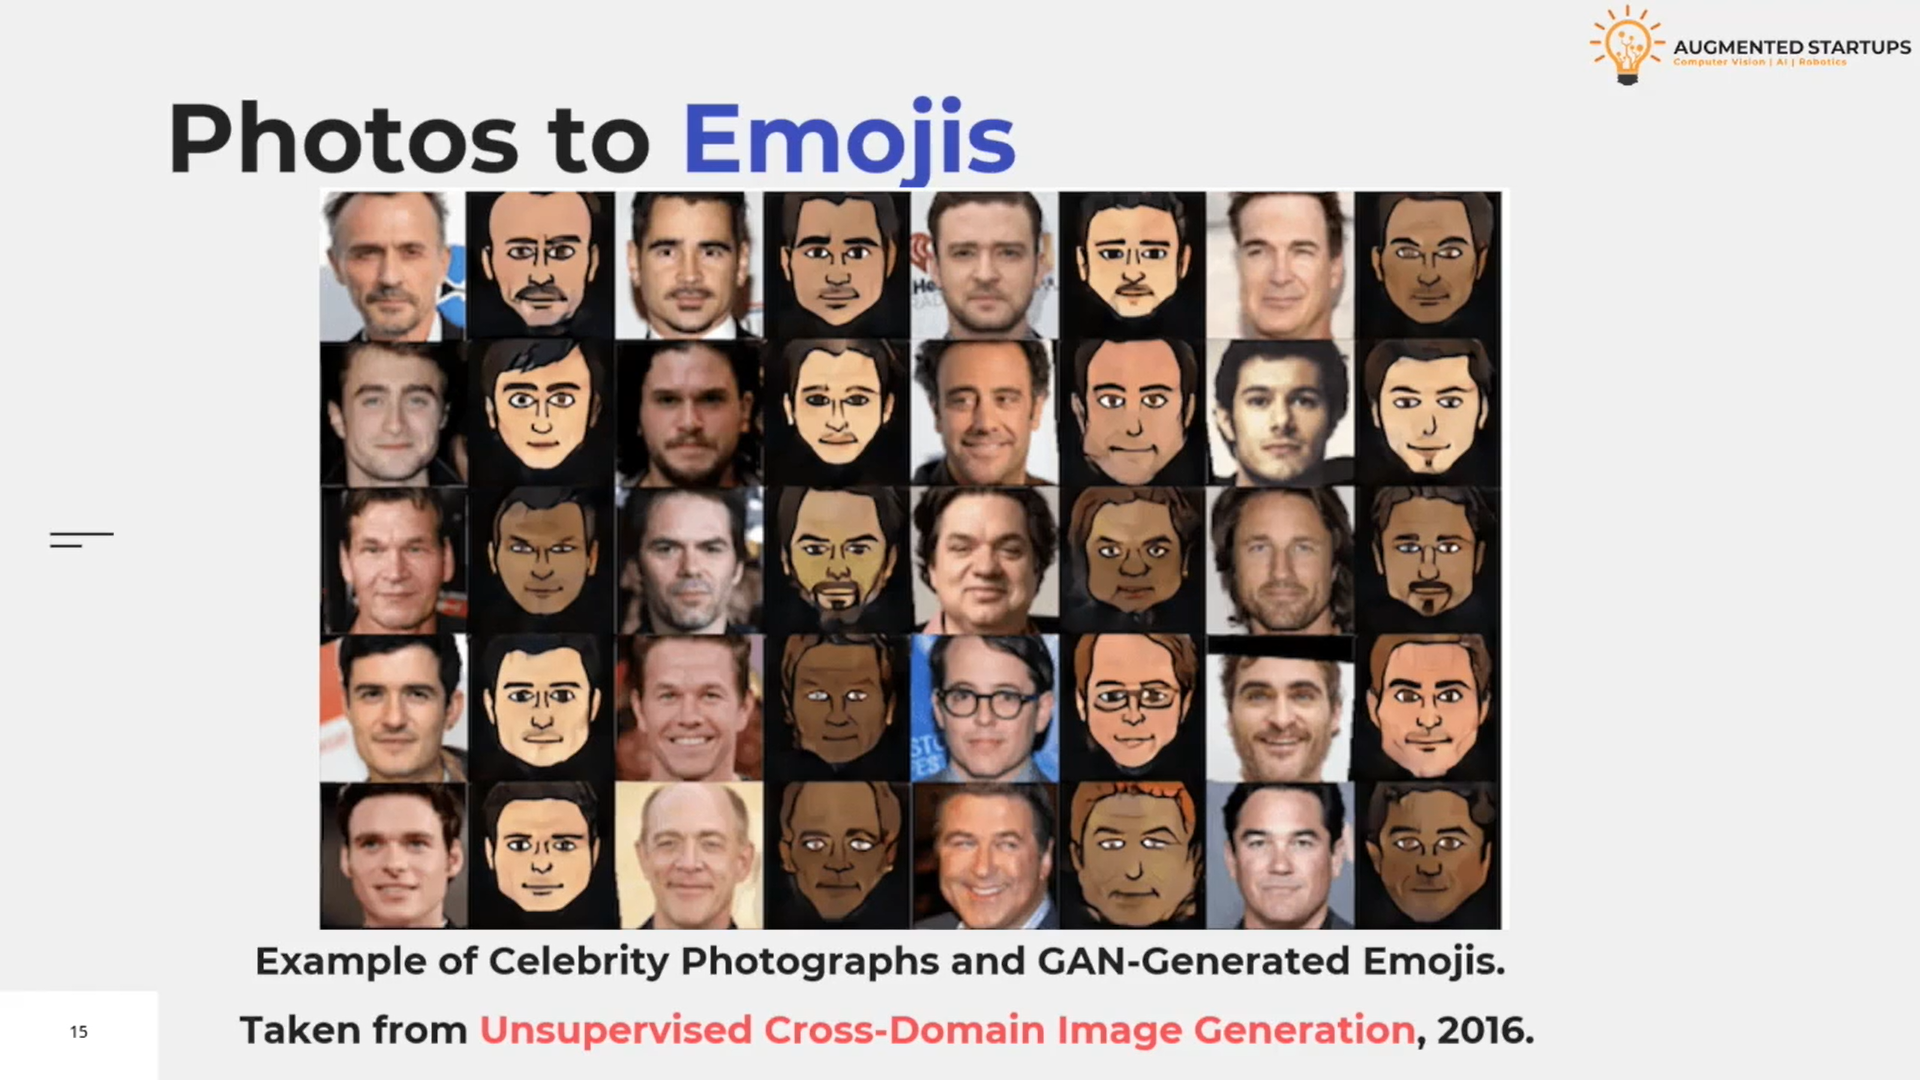 AUGMENTED STARTUPS
Computer Vision | AI | Robotics
Photos to Emojis
Example of Celebrity Photographs and GAN-Generated Emojis.
Taken from Unsupervised Cross-Domain Image Generation, 2016.
15